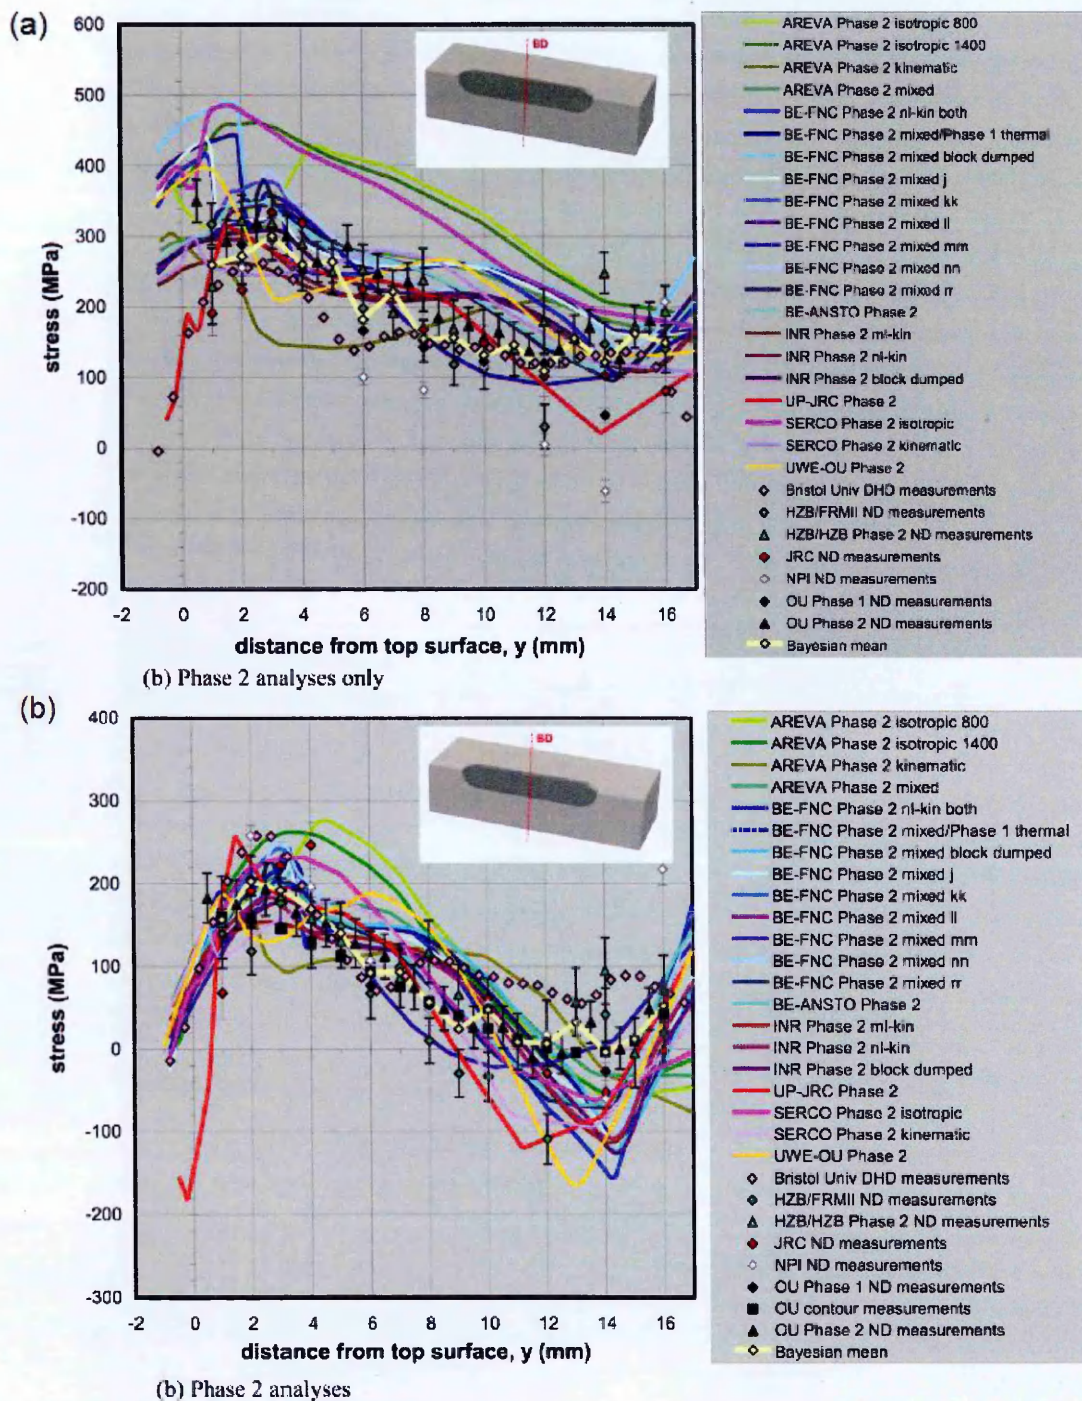 (a)
600
500
400
300
200
100
0
-100
-200
stress (MPa)
-2 0 2 4 6 8 10 12 14 16
distance from top surface, y (mm)
BD
AREVA Phase 2 isotropic 800
AREVA Phase 2 isotropic 1400
AREVA Phase 2 kinematic
AREVA Phase 2 mixed
BE-FNC Phase 2 nl-kin both
BE-FNC Phase 2 mixed/Phase 1 thermal
BE-FNC Phase 2 mixed block dumped
BE-FNC Phase 2 mixed j
BE-FNC Phase 2 mixed kk
BE-FNC Phase 2 mixed ll
BE-FNC Phase 2 mixed mm
BE-FNC Phase 2 mixed nn
BE-FNC Phase 2 mixed rr
BE-ANSTO Phase 2
INR Phase 2 ml-kin
INR Phase 2 nl-kin
INR Phase 2 block dumped
UP-JRC Phase 2
SERCO Phase 2 isotropic
SERCO Phase 2 kinematic
UWE-OU Phase 2
Bristol Univ DHD measurements
HZB/FRMII ND measurements
HZB/HZB Phase 2 ND measurements
JRC ND measurements
NPI ND measurements
OU Phase 1 ND measurements
OU Phase 2 ND measurements
Bayesian mean
(b) Phase 2 analyses only
(b)
400
300
200
100
0
-100
-200
-300
stress (MPa)
-2 0 2 4 6 8 10 12 14 16
distance from top surface, y (mm)
BD
AREVA Phase 2 isotropic 800
AREVA Phase 2 isotropic 1400
AREVA Phase 2 kinematic
AREVA Phase 2 mixed
BE-FNC Phase 2 nl-kin both
BE-FNC Phase 2 mixed/Phase 1 thermal
BE-FNC Phase 2 mixed block dumped
BE-FNC Phase 2 mixed j
BE-FNC Phase 2 mixed kk
BE-FNC Phase 2 mixed ll
BE-FNC Phase 2 mixed mm
BE-FNC Phase 2 mixed nn
BE-FNC Phase 2 mixed rr
BE-ANSTO Phase 2
INR Phase 2 ml-kin
INR Phase 2 nl-kin
INR Phase 2 block dumped
UP-JRC Phase 2
SERCO Phase 2 isotropic
SERCO Phase 2 kinematic
UWE-OU Phase 2
Bristol Univ DHD measurements
HZB/FRMII ND measurements
HZB/HZB Phase 2 ND measurements
JRC ND measurements
NPI ND measurements
OU Phase 1 ND measurements
OU contour measurements
OU Phase 2 ND measurements
Bayesian mean
(b) Phase 2 analyses